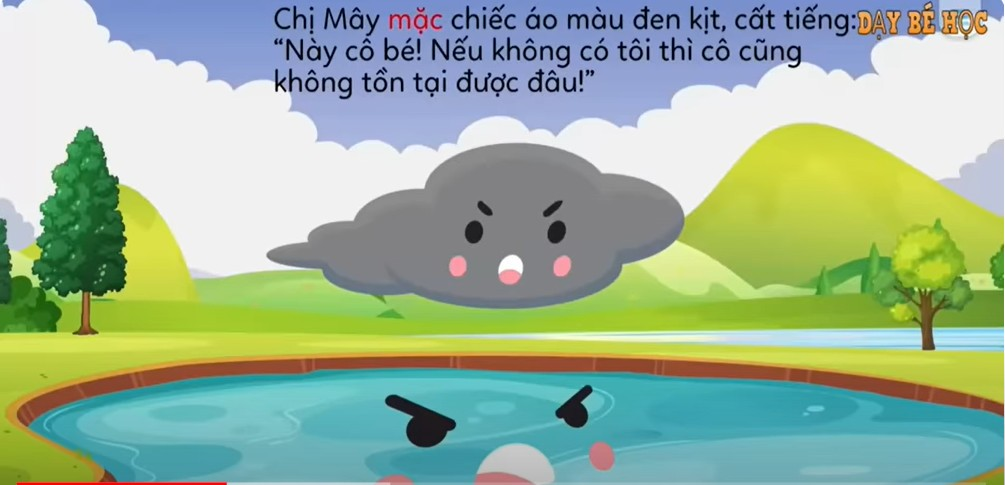 Chị Mây mặc chiếc áo màu đen kịt, cất tiếng:
DẠY BÉ HỌC
“Này cô bé! Nếu không có tôi thì cô cũng
không tồn tại được đâu!”